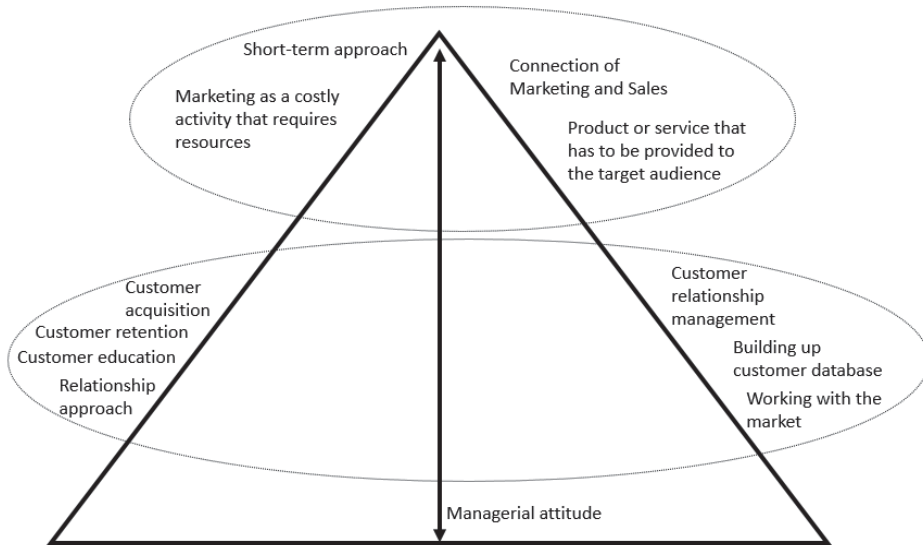 Short-term approach
Marketing as a costly
activity that requires
resources
Connection of
Marketing and Sales
Product or service that
has to be provided to
the target audience
Customer
acquisition
Customer retention
Customer education
Relationship
approach
Customer
relationship
management
Building up
customer database
Working with the
market
Managerial attitude